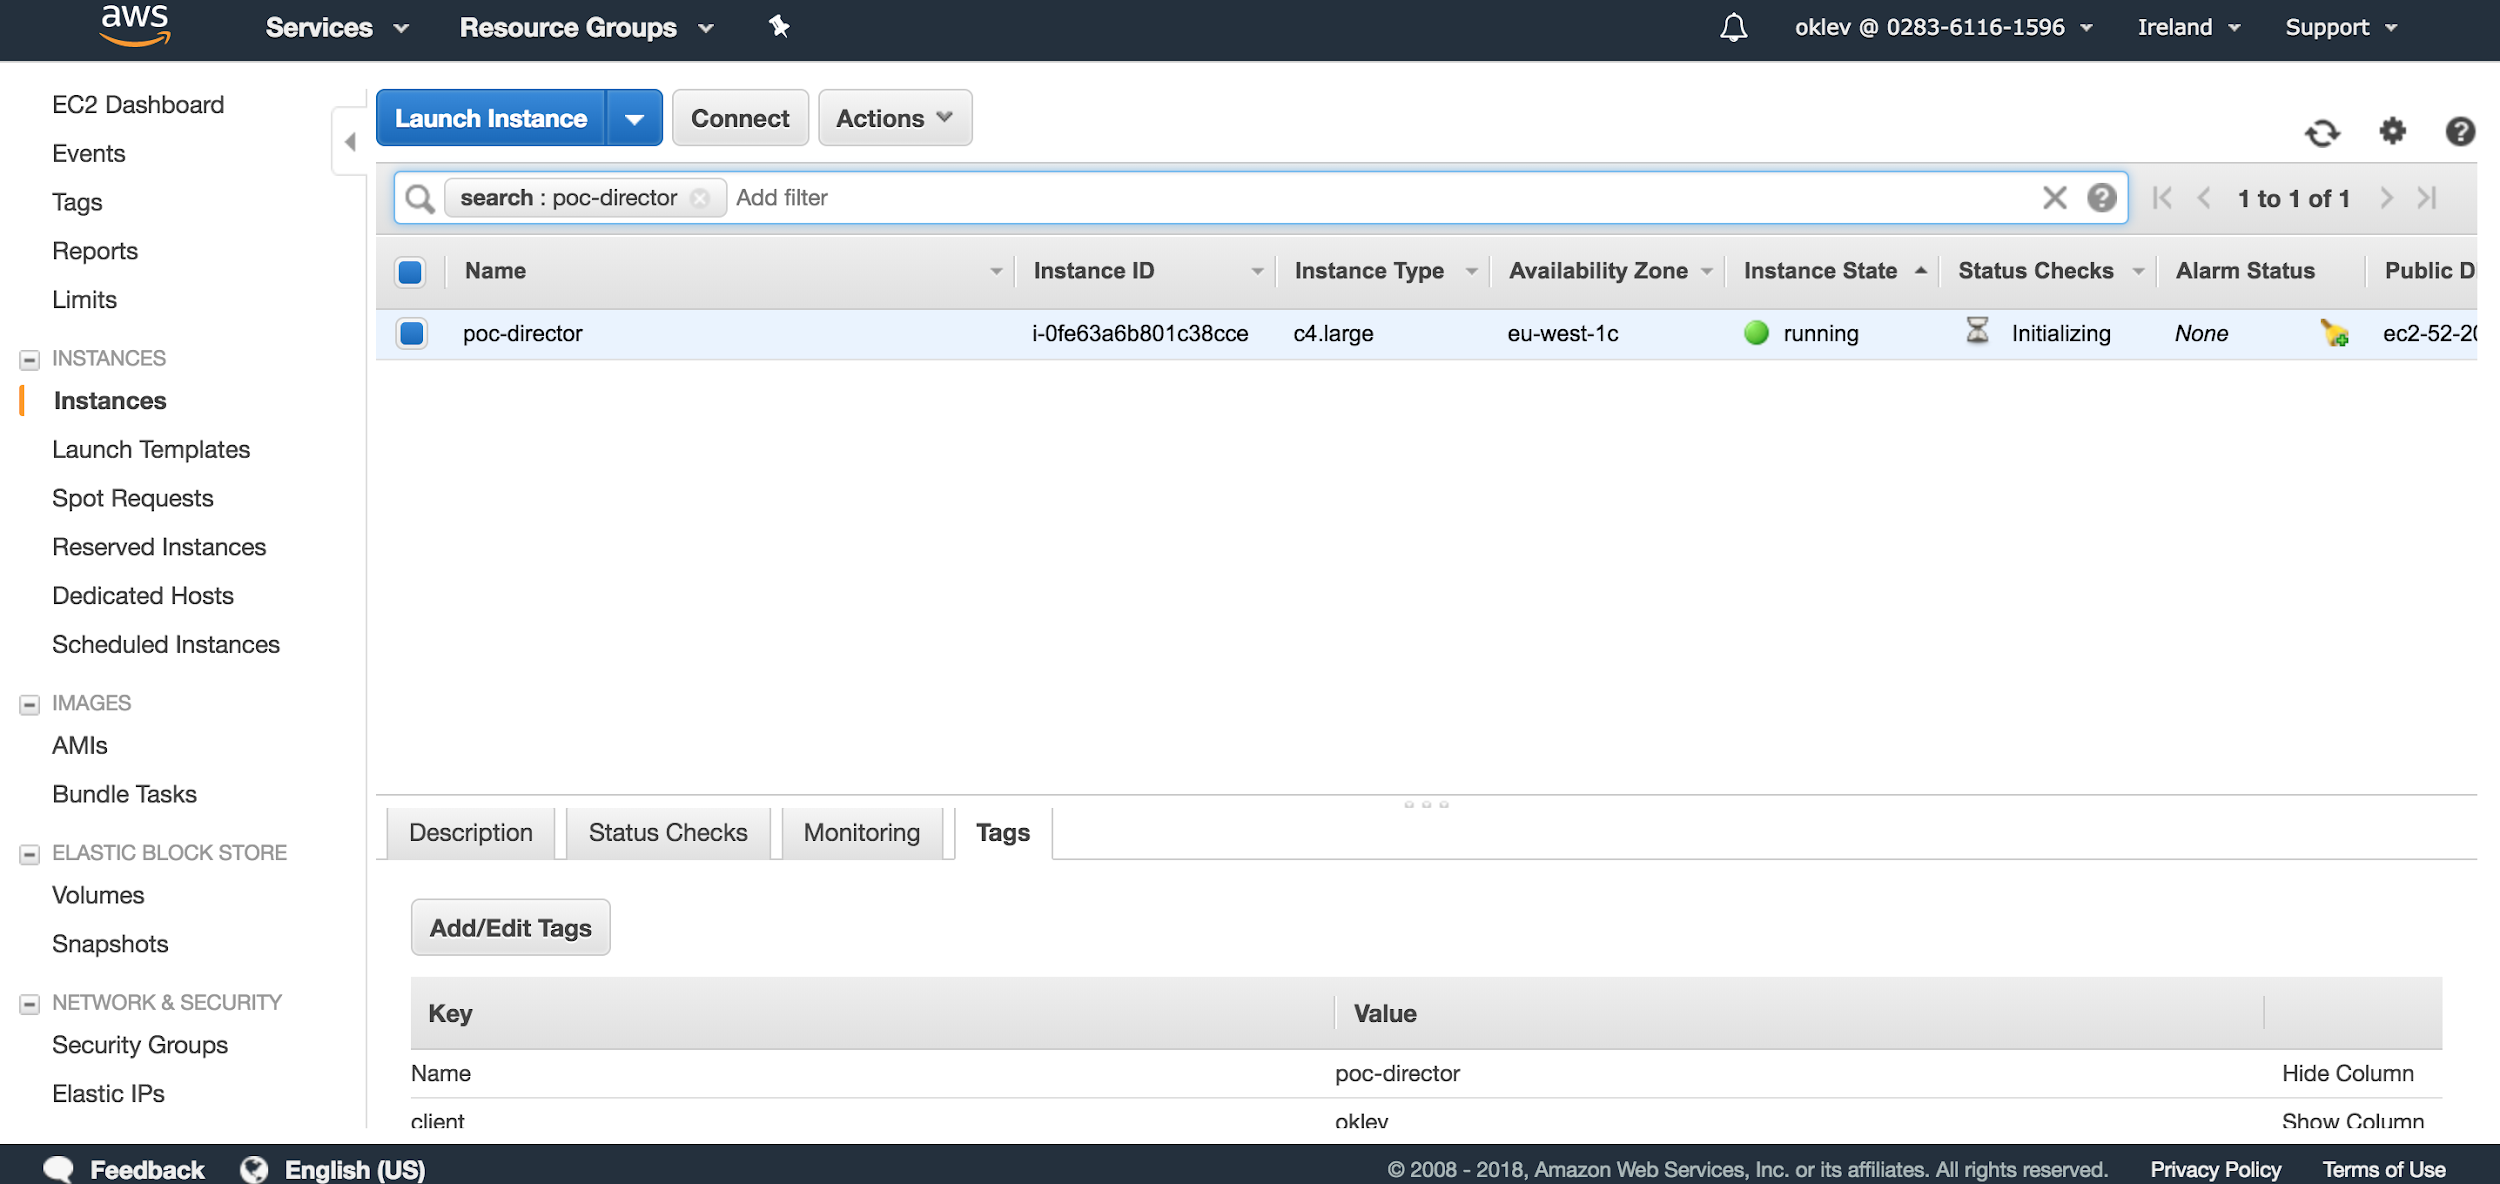 aws Services Resource Groups oklev @ 0283-6116-1596 Ireland Support
EC2 Dashboard
Events
Tags
Reports
Limits
INSTANCES
Instances
Launch Templates
Spot Requests
Reserved Instances
Dedicated Hosts
Scheduled Instances
IMAGES
AMIs
Bundle Tasks
ELASTIC BLOCK STORE
Volumes
Snapshots
NETWORK & SECURITY
Security Groups
Elastic IPs
Launch Instance Connect Actions
search : poc-director Add filter 1 to 1 of 1
Name Instance ID Instance Type Availability Zone Instance State Status Checks Alarm Status Public D
poc-director i-0fe63a6b801c38cce c4.large eu-west-1c running Initializing None ec2-52-20
Description Status Checks Monitoring Tags
Add/Edit Tags
Key Value
Name poc-director Hide Column
client oklev Show Column
Feedback English (US) © 2008 - 2018, Amazon Web Services, Inc. or its affiliates. All rights reserved. Privacy Policy Terms of Use